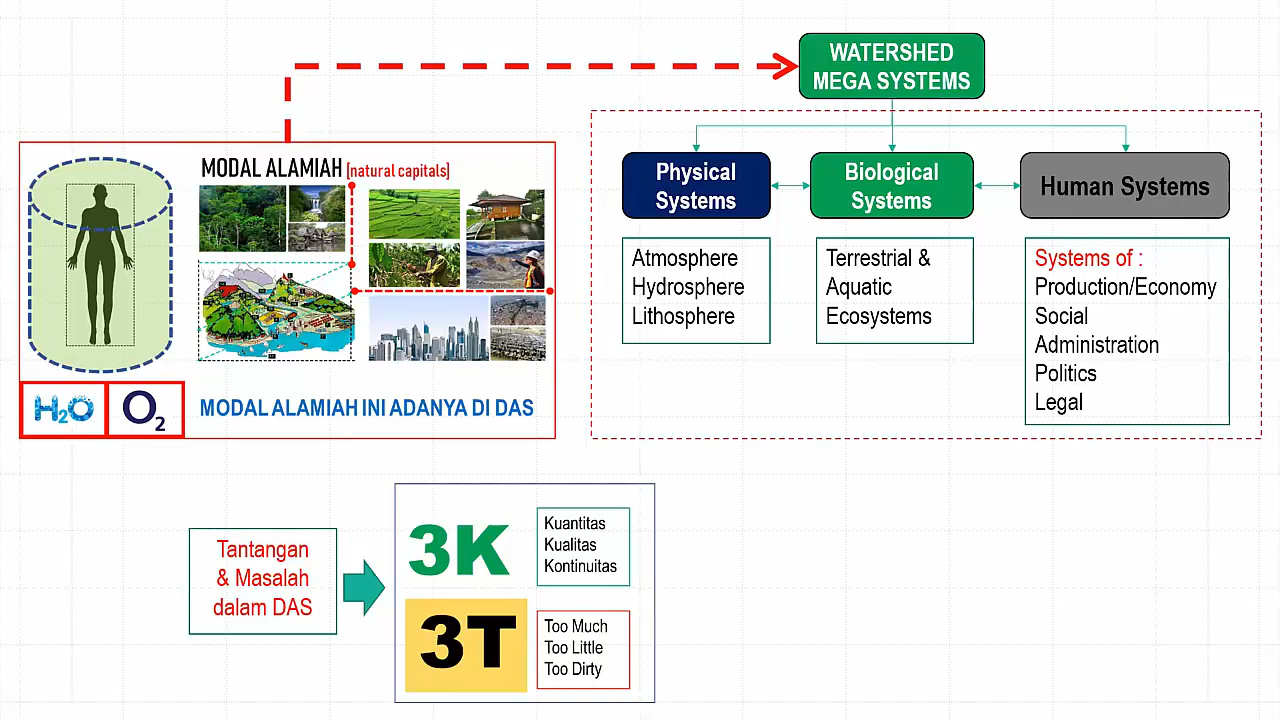 WATERSHED
MEGA SYSTEMS
MODAL ALAMIAH [natural capitals]
H2O
O2
MODAL ALAMIAH INI ADANYA DI DAS
Physical
Systems
Biological
Systems
Human Systems
Atmosphere
Hydrosphere
Lithosphere
Terrestrial &
Aquatic
Ecosystems
Systems of :
Production/Economy
Social
Administration
Politics
Legal
Tantangan
& Masalah
dalam DAS
3K
Kuantitas
Kualitas
Kontinuitas
3T
Too Much
Too Little
Too Dirty